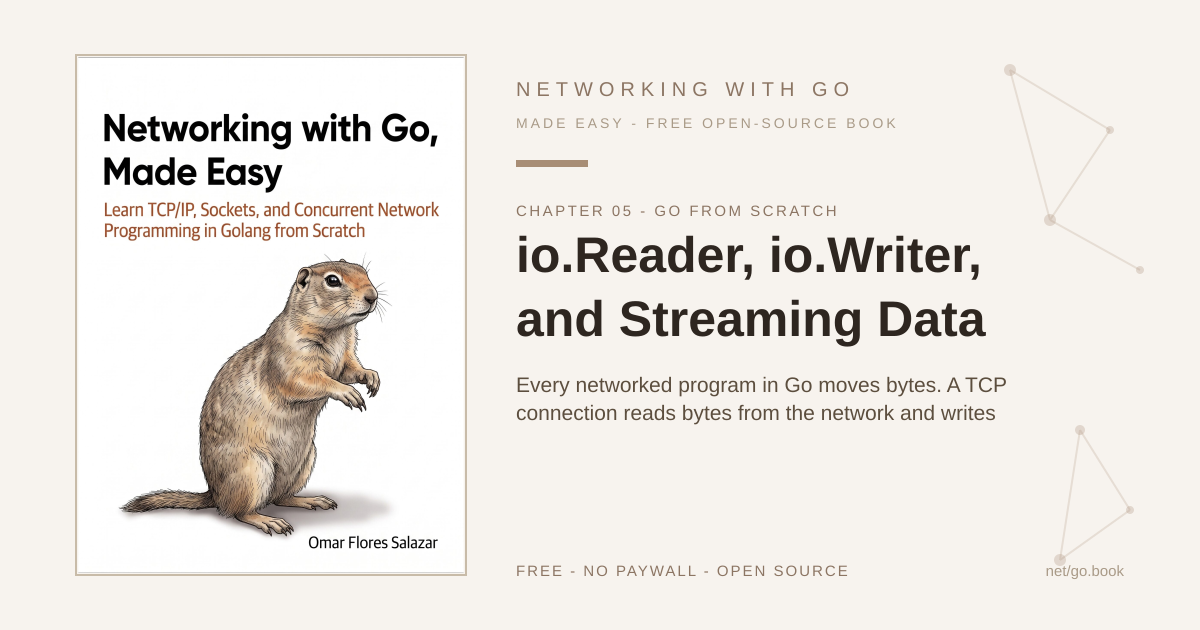 Networking with Go,
Made Easy
Learn TCP/IP, Sockets, and Concurrent Network
Programming in Golang from Scratch
Omar Flores Salazar
NETWORKING WITH GO
MADE EASY - FREE OPEN-SOURCE BOOK
CHAPTER 05 - GO FROM SCRATCH
io.Reader, io.Writer,
and Streaming Data
Every networked program in Go moves bytes. A TCP
connection reads bytes from the network and writes
FREE - NO PAYWALL - OPEN SOURCE
net/go.book